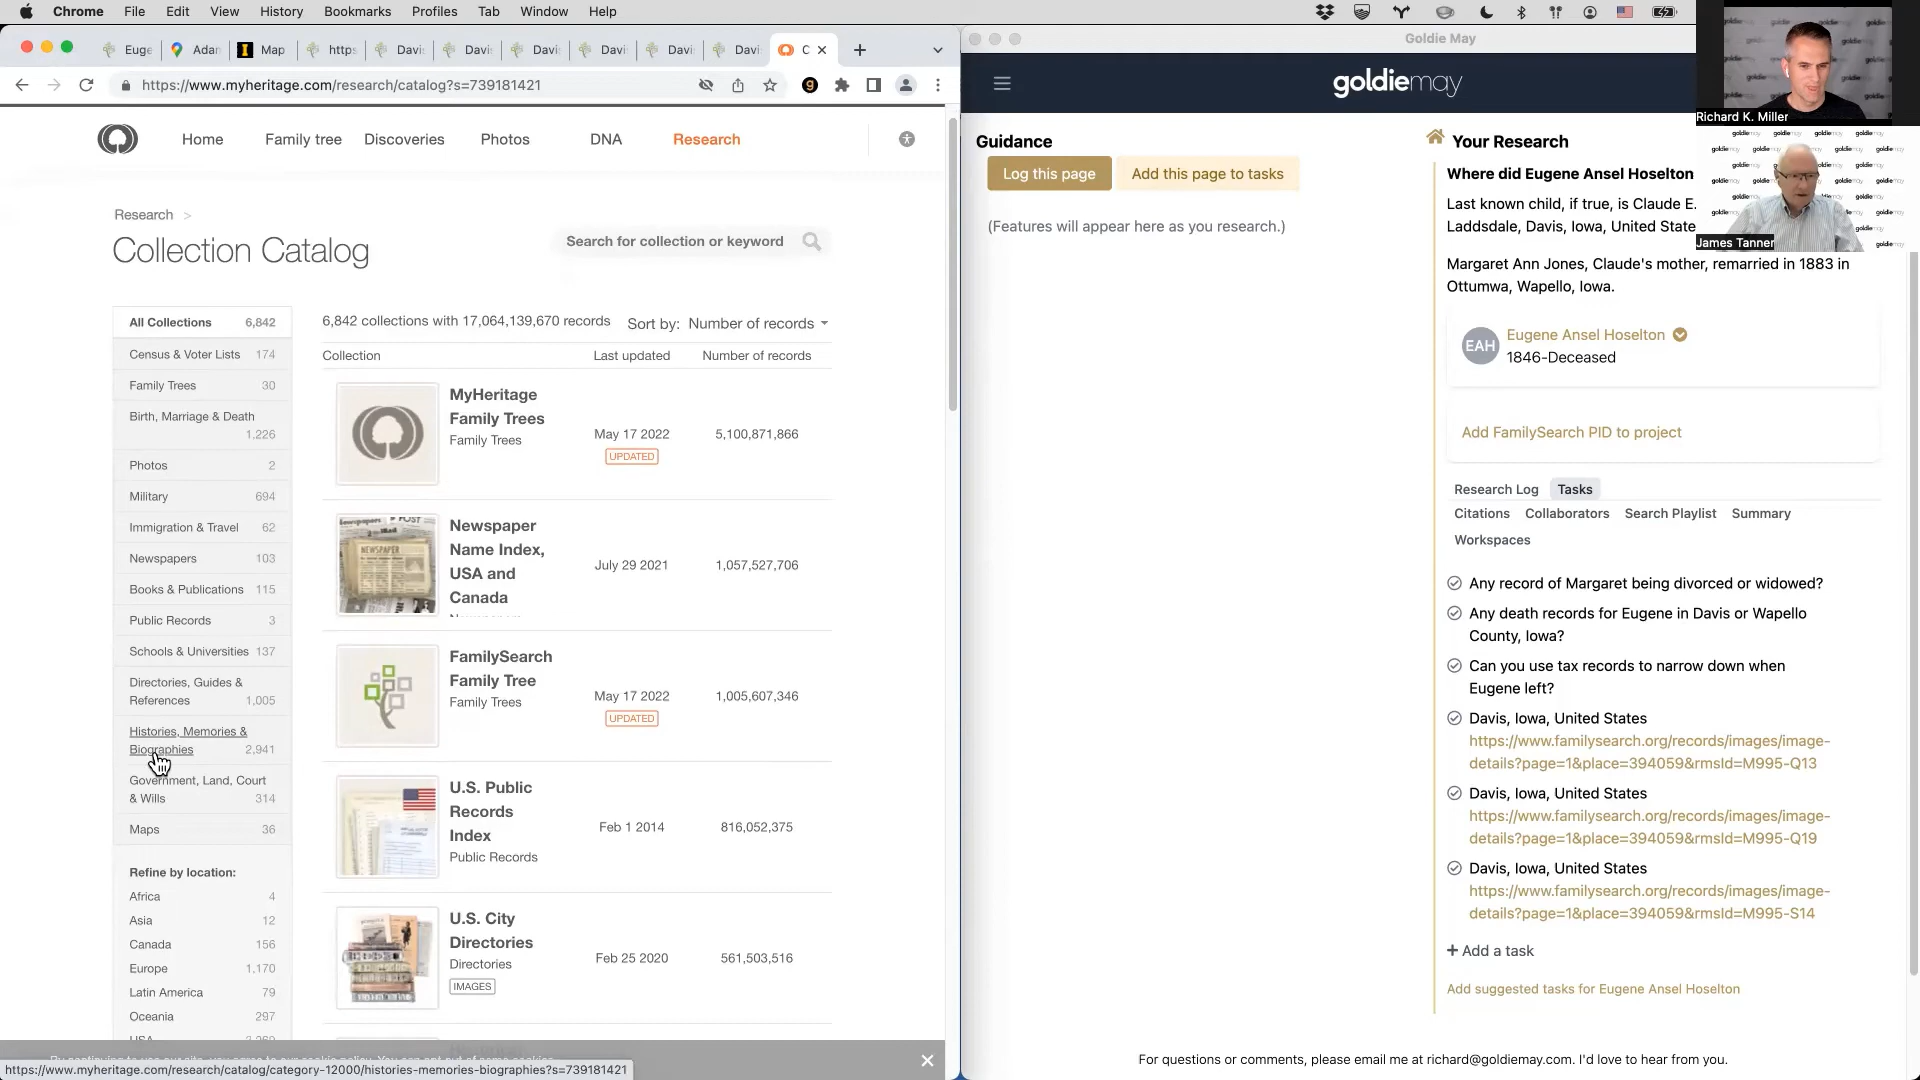 Chrome File Edit View History Bookmarks Profiles Tab Window Help
Euge Adan Map https Davi Davis Davi Davi Davi Davi C
https://www.myheritage.com/research/catalog?s=739181421
Home Family tree Discoveries Photos DNA Research
Research >
Collection Catalog
Search for collection or keyword
All Collections 6,842
Census & Voter Lists 174
Family Trees 30
Birth, Marriage & Death
1,226
Photos 2
Military 694
Immigration & Travel 62
Newspapers 103
Books & Publications 115
Public Records 3
Schools & Universities 137
Directories, Guides &
References 1,005
Histories, Memories &
Biographies 2,941
Government, Land, Court
& Wills 314
Maps 36
Refine by location:
Africa 4
Asia 12
Canada 156
Europe 1,170
Latin America 79
Oceania 297
6,842 collections with 17,064,139,670 records Sort by: Number of records
Collection Last updated Number of records
MyHeritage
Family Trees
Family Trees
May 17 2022
UPDATED
5,100,871,866
NEWSPAPER
Newspaper
Name Index,
USA and
Canada
July 29 2021
1,057,527,706
FamilySearch
Family Tree
Family Trees
May 17 2022
UPDATED
1,005,607,346
U.S. Public
Records
Index
Public Records
Feb 1 2014
816,052,375
U.S. City
Directories
Directories
IMAGES
Feb 25 2020
561,503,516
https://www.myheritage.com/research/catalog/category-12000/histories-memories-biographies?s=739181421
Goldie May
goldiemay
Guidance
Log this page Add this page to tasks
(Features will appear here as you research.)
Your Research
Where did Eugene Ansel Hoselton
Last known child, if true, is Claude E.
Laddsdale, Davis, Iowa, United State
Margaret Ann Jones, Claude's mother, remarried in 1883 in
Ottumwa, Wapello, Iowa.
EAH
Eugene Ansel Hoselton
1846-Deceased
Add FamilySearch PID to project
Research Log Tasks
Citations Collaborators Search Playlist Summary
Workspaces
Any record of Margaret being divorced or widowed?
Any death records for Eugene in Davis or Wapello
County, Iowa?
Can you use tax records to narrow down when
Eugene left?
Davis, Iowa, United States
https://www.familysearch.org/records/images/image-
details?page=1&place=394059&rmsId=M995-Q13
Davis, Iowa, United States
https://www.familysearch.org/records/images/image-
details?page=1&place=394059&rmsId=M995-Q19
Davis, Iowa, United States
https://www.familysearch.org/records/images/image-
details?page=1&place=394059&rmsId=M995-S14
+ Add a task
Add suggested tasks for Eugene Ansel Hoselton
For questions or comments, please email me at richard@goldiemay.com. I'd love to hear from you.
Richard K. Miller
James Tanner